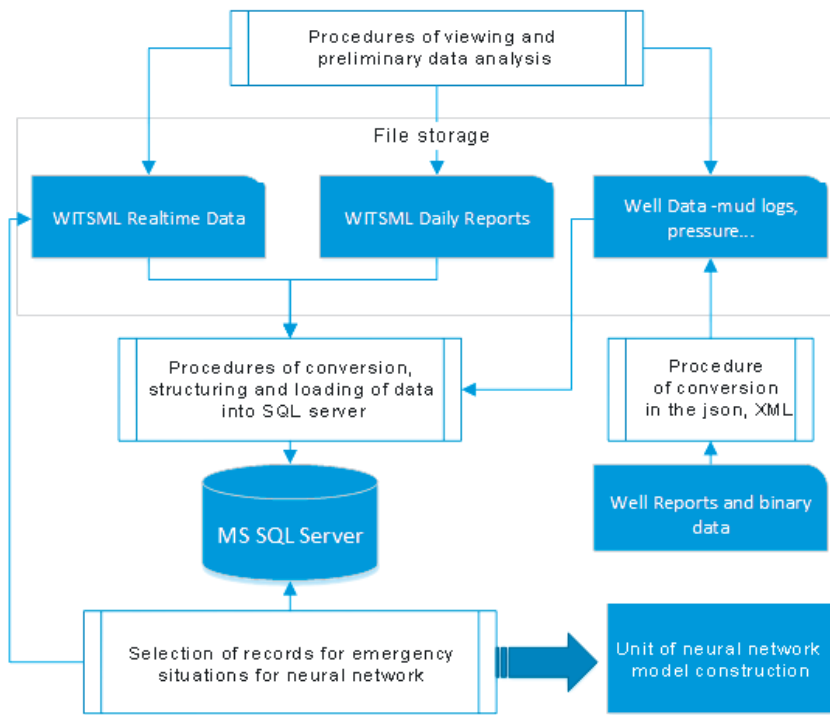 Procedures of viewing and
preliminary data analysis
File storage
WITSML Realtime Data
WITSML Daily Reports
Well Data -mud logs,
pressure...
Procedures of conversion,
structuring and loading of data
into SQL server
Procedure
of conversion
in the json, XML
MS SQL Server
Well Reports and binary
data
Selection of records for emergency
situations for neural network
Unit of neural network
model construction